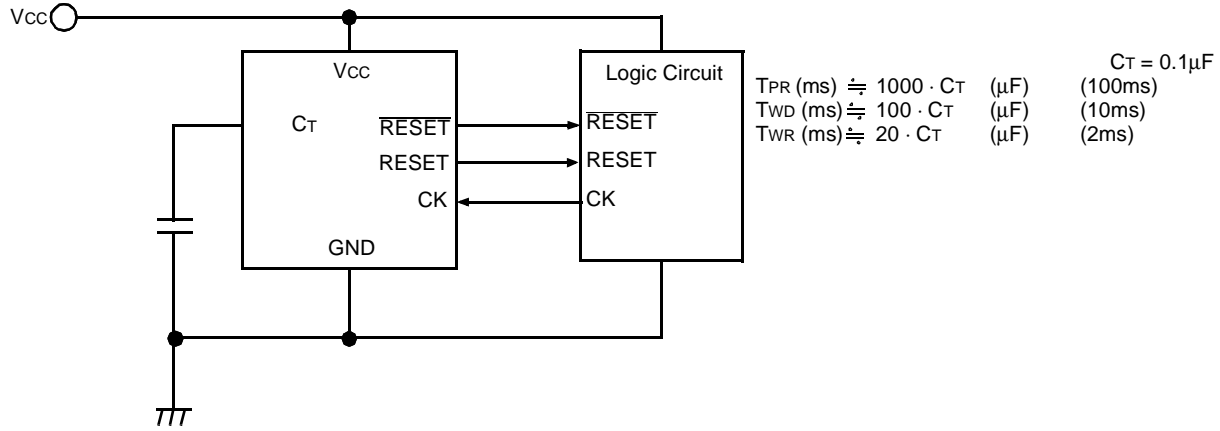 Vcc
Vcc
Logic Circuit
CT = 0.1μF
TPR (ms) ≒ 1000 · CT (μF) (100ms)
CT
RESET
RESET
TWD (ms) ≒ 100 · CT (μF) (10ms)
TWR (ms) ≒ 20 · CT (μF) (2ms)
RESET
RESET
CK
CK
GND